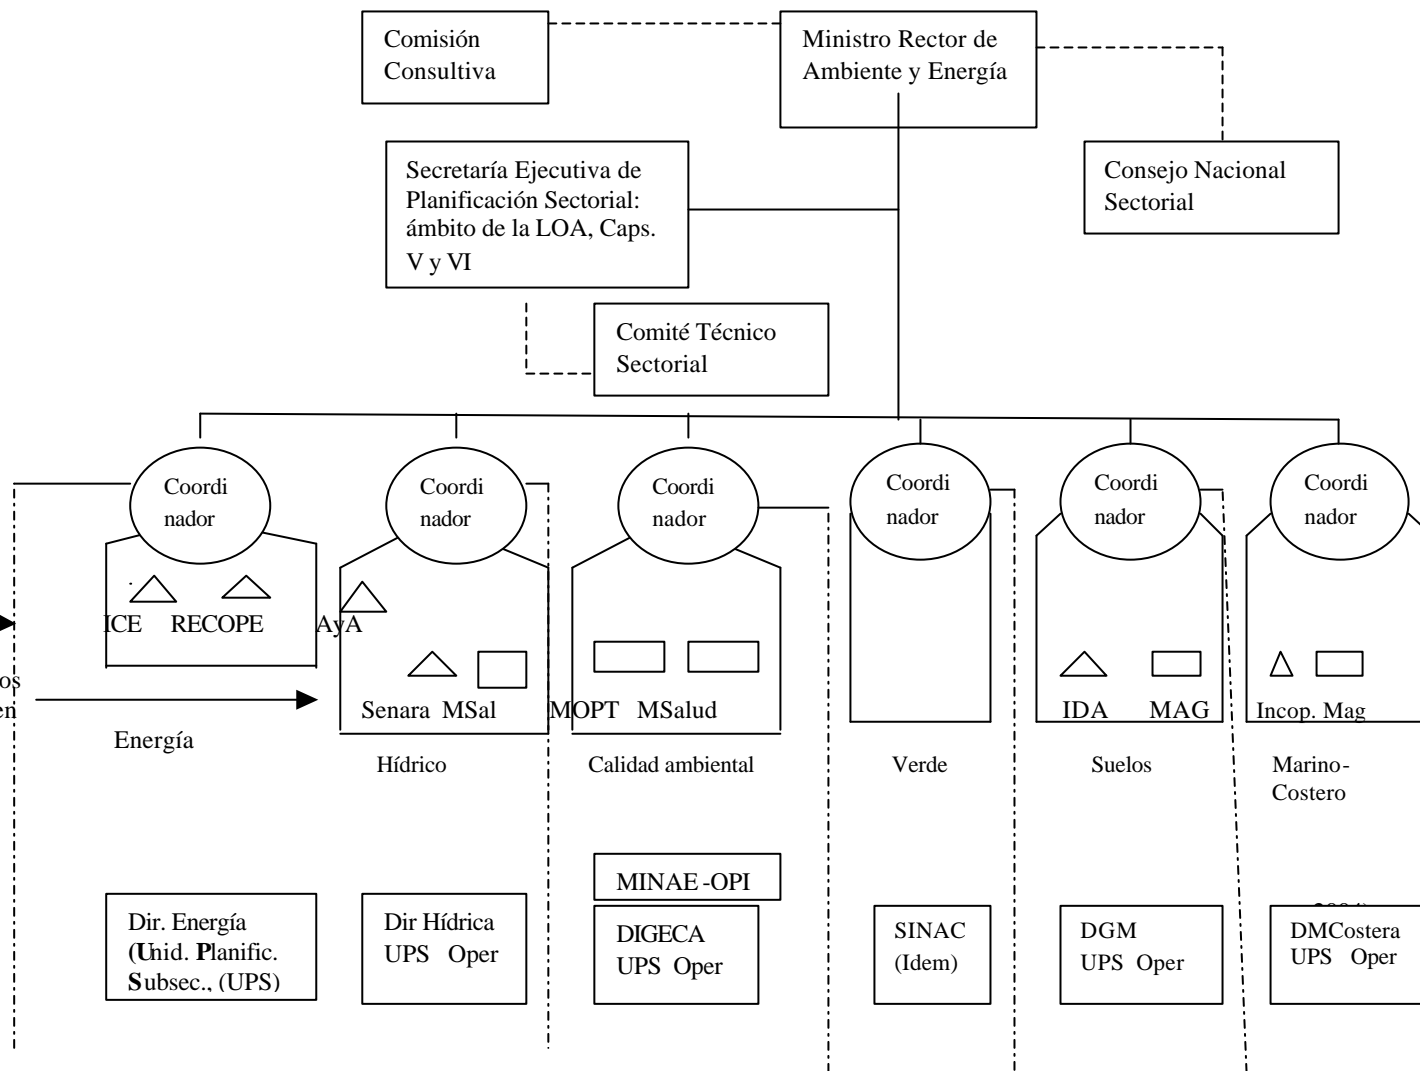 Comisión
Consultiva
Ministro Rector de
Ambiente y Energía
Secretaría Ejecutiva de
Planificación Sectorial:
ámbito de la LOA, Caps.
V y VI
Consejo Nacional
Sectorial
Comité Técnico
Sectorial
Coordi
nador
Coordi
nador
Coordi
nador
Coordi
nador
Coordi
nador
Coordi
nador
ICE RECOPE AyA
os
en
Senara MSal MOPT MSalud
IDA MAG
Incop. Mag
Energía
Hídrico
Calidad ambiental
Verde
Suelos
Marino-
Costero
MINAE-OPI
Dir. Energía
(Unid. Planific.
Subsec., (UPS)
Dir Hídrica
UPS Oper
DIGECA
UPS Oper
SINAC
(Idem)
DGM
UPS Oper
DMCostera
UPS Oper